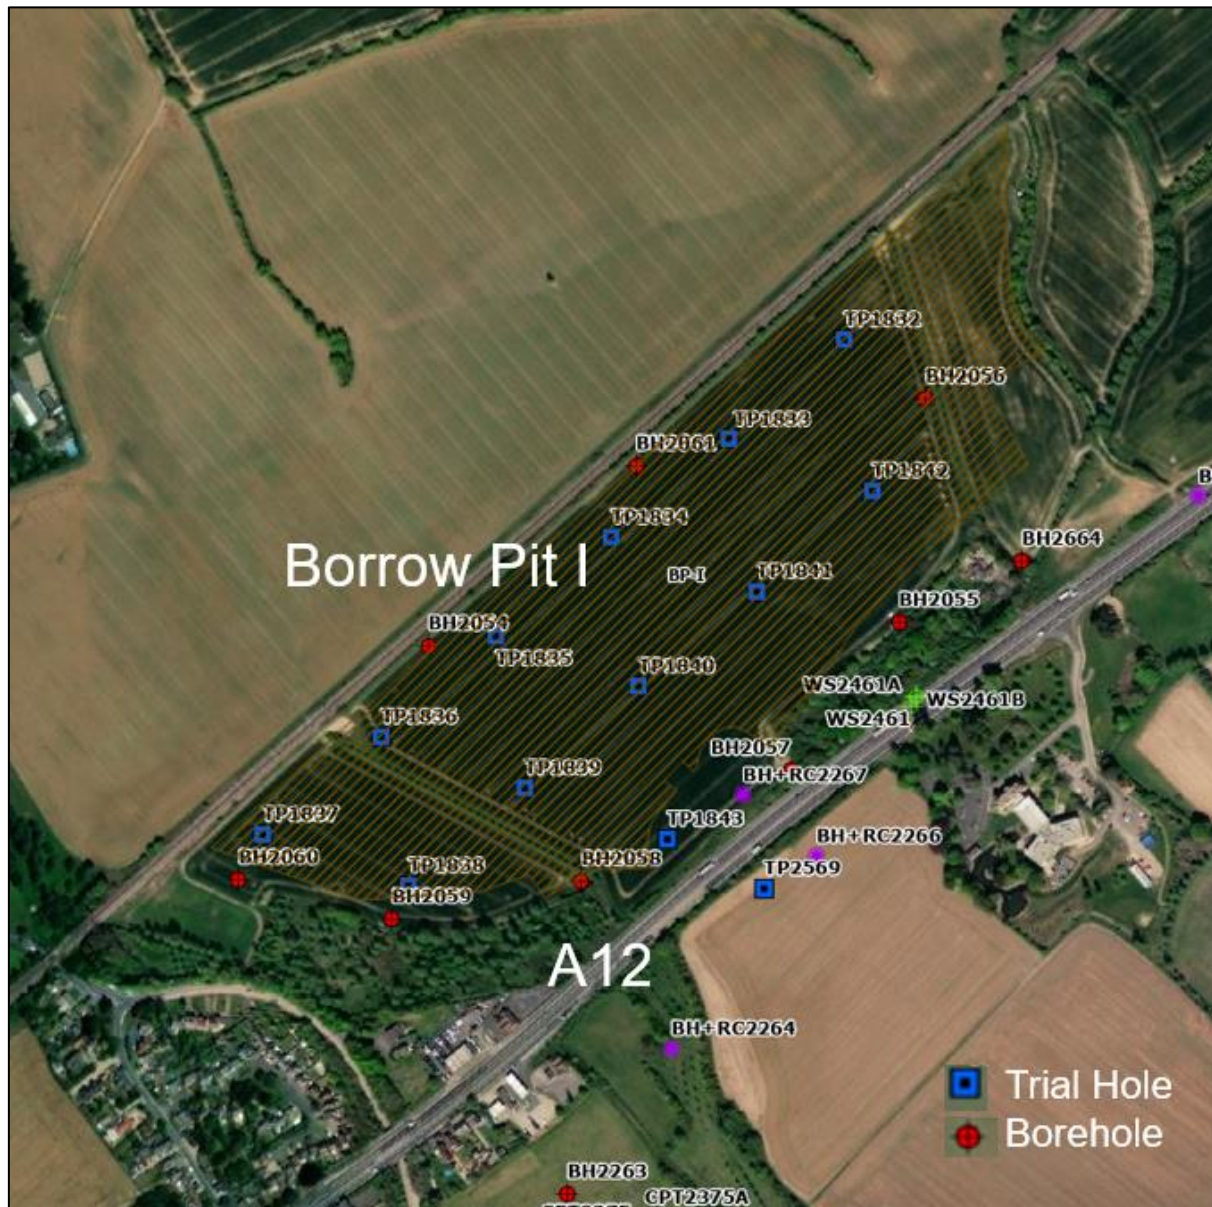 TP1832
BH2056
TP1833
BH2061
TP1842
B
TP1834
BH2664
Borrow Pit I
BP-I
TP1841
BH2055
BH2054
TP1835
TP1840
WS2461A
WS2461B
WS2461
TP1836
BH2057
TP1839
BH+RC2267
TP1837
TP1843
BH+RC2266
BH2060
TP1838
BH2058
TP2569
BH2059
A12
BH+RC2264
Trial Hole
Borehole
BH2263
CPT2375A